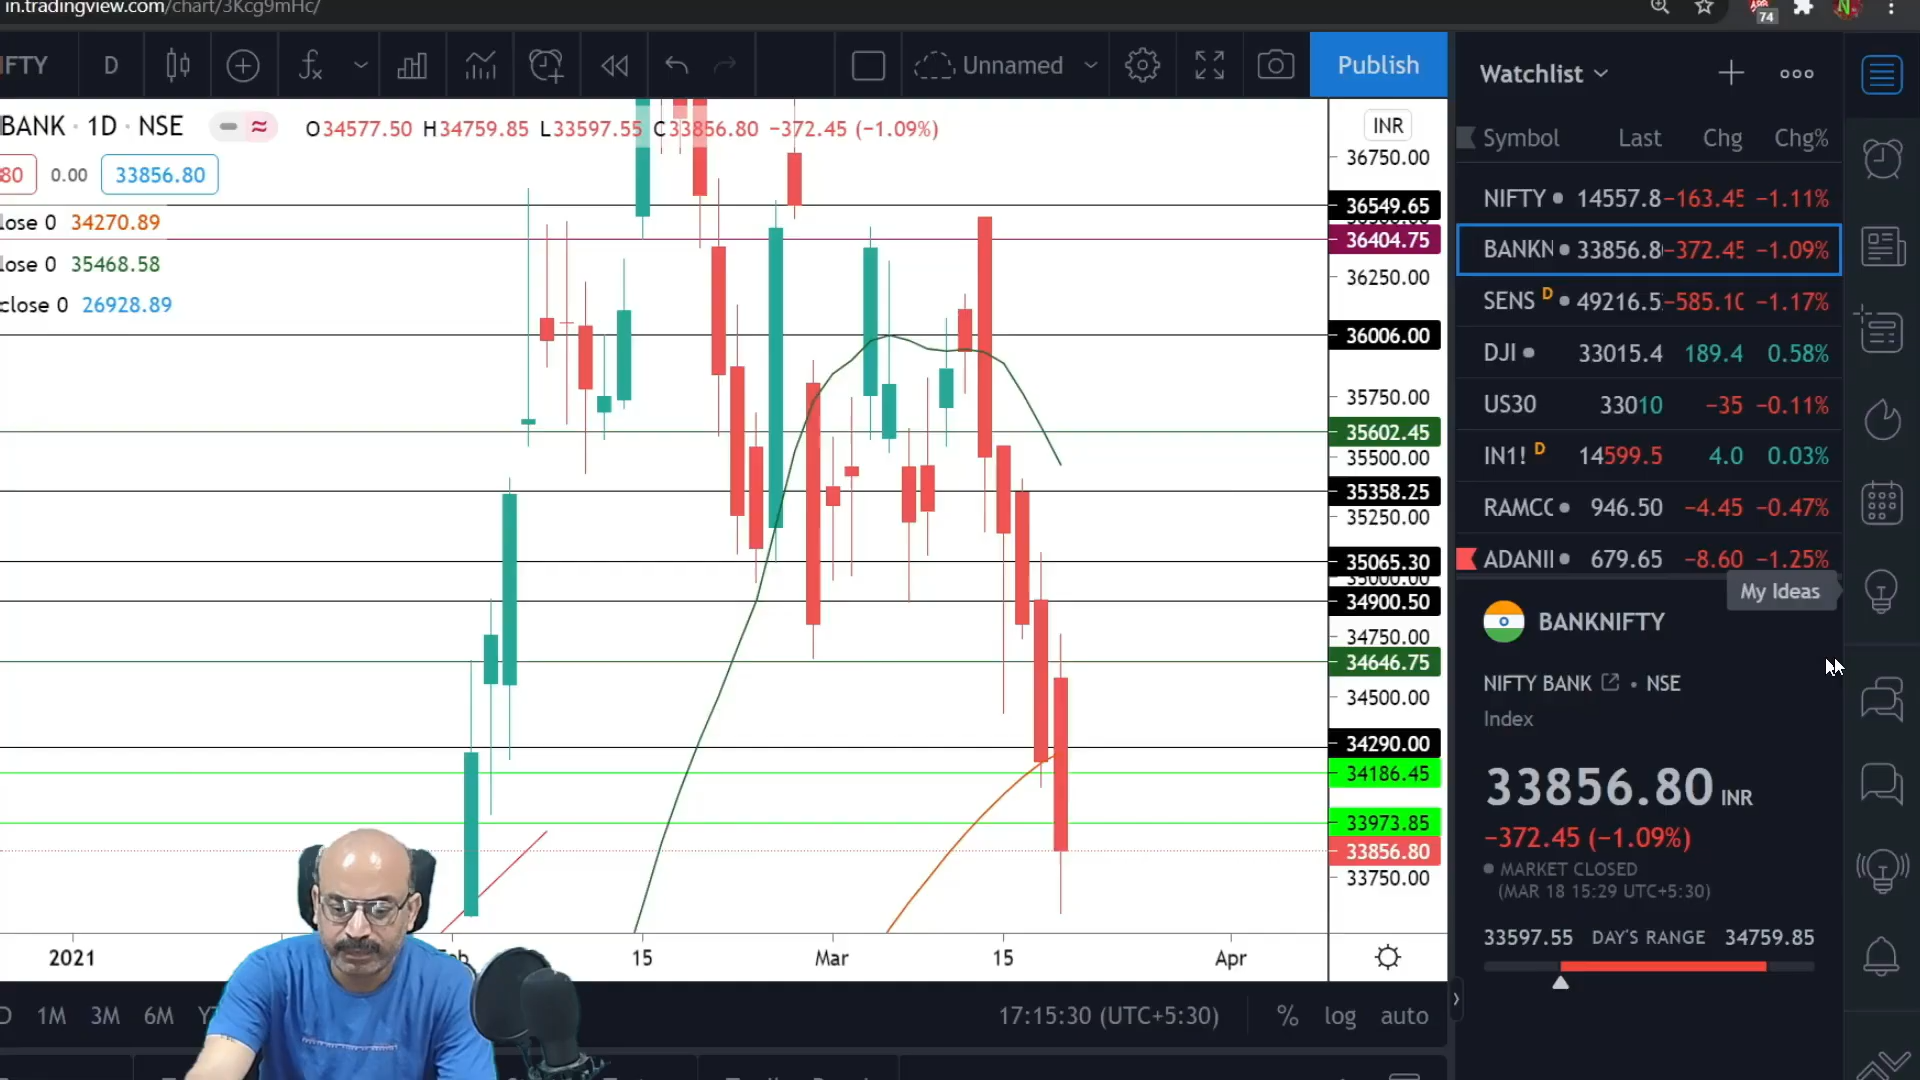 in.tradingview.com/chart/3Kcg9mHc/
74
IFTY D Unnamed Publish
BANK · 1D · NSE O34577.50 H34759.85 L33597.55 C33856.80 −372.45 (−1.09%)
80 0.00 33856.80
lose 0 34270.89
lose 0 35468.58
close 0 26928.89
INR
36750.00
36549.65
36404.75
36250.00
36006.00
35750.00
35602.45
35500.00
35358.25
35250.00
35065.30
35000.00
34900.50
34750.00
34646.75
34500.00
34290.00
34186.45
33973.85
33856.80
33750.00
2021 15 Mar 15 Apr
D 1M 3M 6M Y 17:15:30 (UTC+5:30) % log auto
Watchlist
Symbol Last Chg Chg%
NIFTY 14557.8 −163.45 −1.11%
BANKN 33856.8 −372.45 −1.09%
SENS D 49216.5 −585.10 −1.17%
DJI 33015.4 189.4 0.58%
US30 33010 −35 −0.11%
IN1! D 14599.5 4.0 0.03%
RAMCO 946.50 −4.45 −0.47%
ADANI 679.65 −8.60 −1.25%
My Ideas
BANKNIFTY
NIFTY BANK · NSE
Index
33856.80 INR
−372.45 (−1.09%)
MARKET CLOSED
(MAR 18 15:29 UTC+5:30)
33597.55 DAY'S RANGE 34759.85